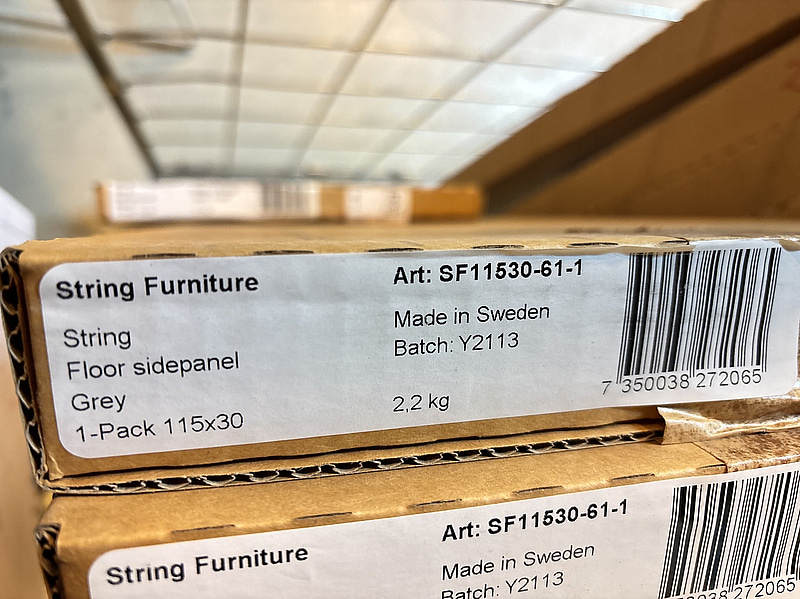 String Furniture
String
Floor sidepanel
Grey
1-Pack 115x30
Art: SF11530-61-1
Made in Sweden
Batch: Y2113
2,2 kg
7 350038 272065
String Furniture
Art: SF11530-61-1
Made in Sweden
Batch: Y2113
272065